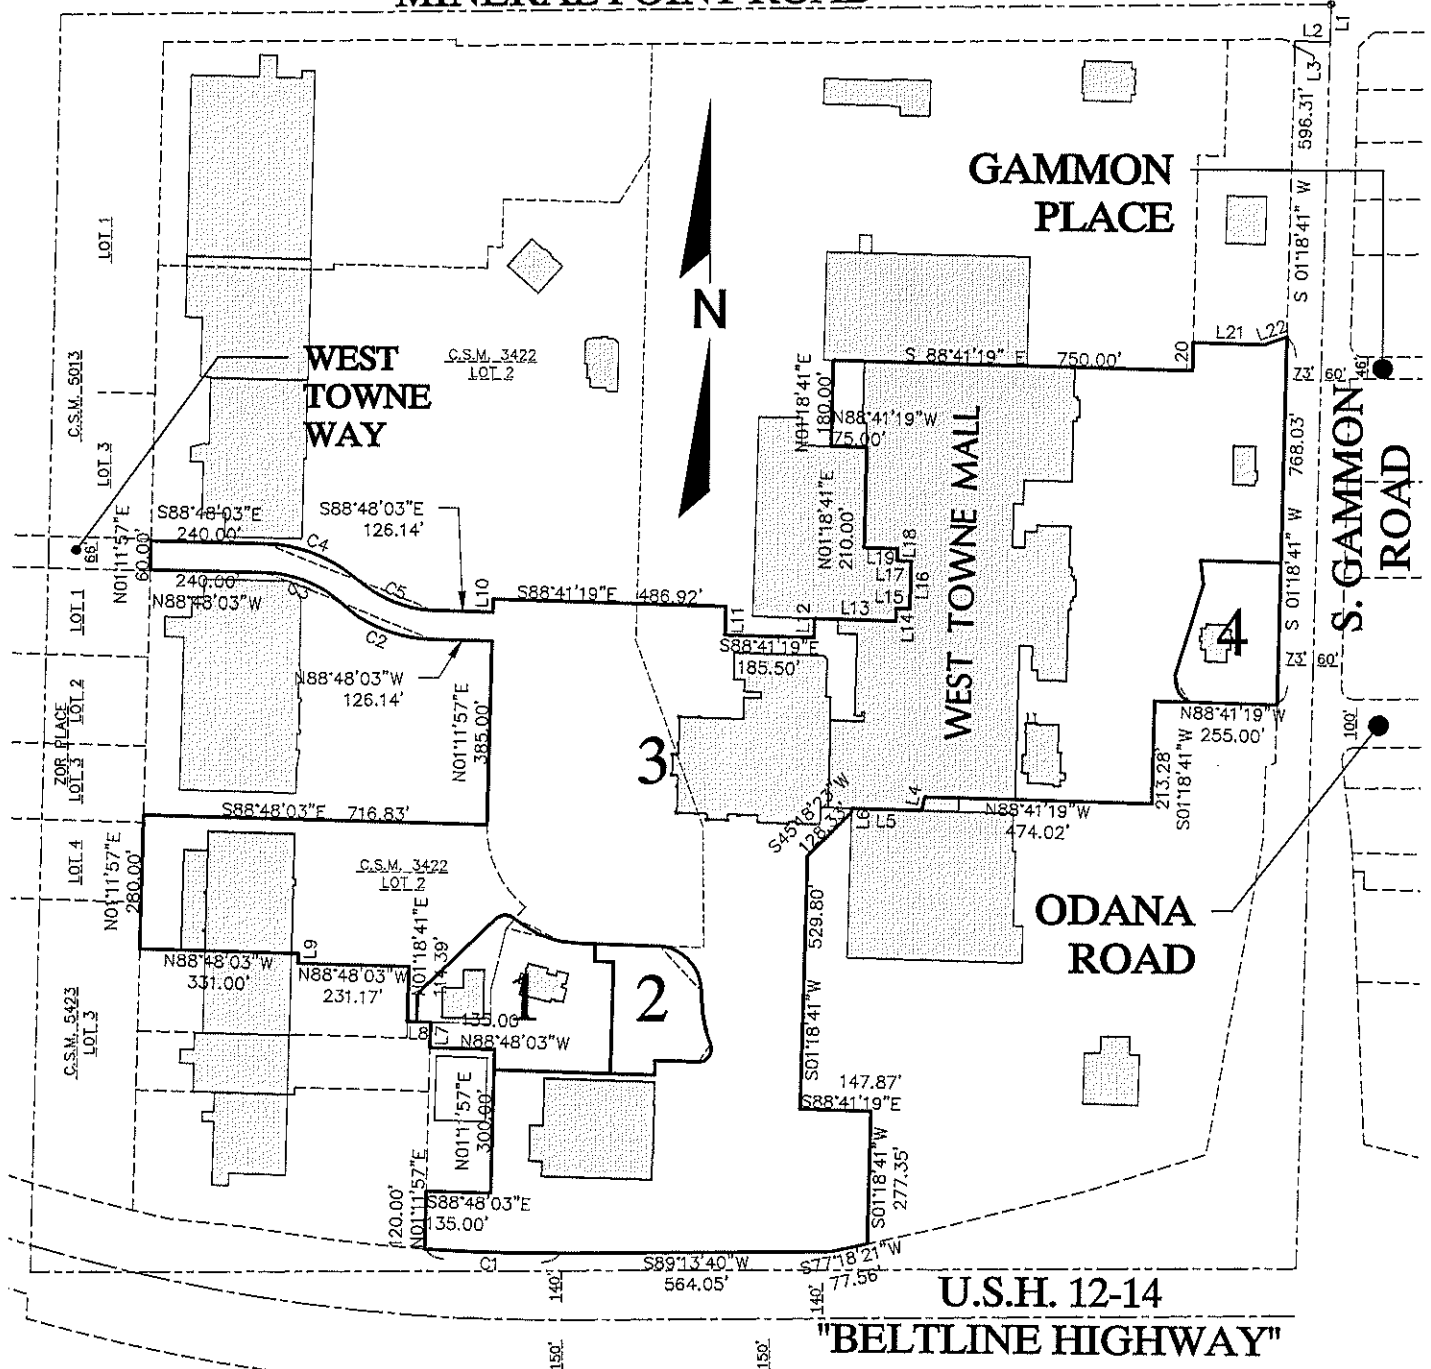 MINERAL POINT ROAD
L1
L2
L3
596.31'
S 01°18'41" W
GAMMON
PLACE
N
LOT 1
C.S.M. 5013
LOT 3
WEST
TOWNE
WAY
C.S.M. 3422
LOT 2
S 88°41'19" E 750.00'
20
L21
L22
73' 60'
46'
N01°18'41"E
180.00'
N88°41'19"W
75.00'
N01°18'41"E
210.00'
WEST TOWNE MALL
768.03'
S 01°18'41" W
S. GAMMON
ROAD
S88°48'03"E
240.00'
S88°48'03"E
126.14'
C4
C5
66'
N01°11'57"E
60.00'
240.00'
N88°48'03"W
C3
C2
L10
S88°41'19"E 486.92'
L11
L12
L13
L14
L15
L16
L17
L18
L19
S88°41'19"E
185.50'
N88°48'03"W
126.14'
N01°11'57"E
385.00'
4
73' 60'
N88°41'19"W
255.00'
100'
LOT 1
LOT 2
ZOR PLACE
LOT 3
LOT 4
3
213.28'
S01°18'41"W
S88°48'03"E 716.83'
S45°18'23"W
128.33'
L6
L5
L4
N88°41'19"W
474.02'
C.S.M. 3422
LOT 2
N01°11'57"E
280.00'
N01°18'41"E
114.39'
529.80'
S01°18'41"W
ODANA
ROAD
N88°48'03"W
331.00'
L9
N88°48'03"W
231.17'
1
2
C.S.M. 5423
LOT 3
L8
L7
135.00'
N88°48'03"W
147.87'
S88°41'19"E
N01°11'57"E
300.00'
S01°18'41"W
277.35'
120.00'
N01°11'57"E
S88°48'03"E
135.00'
C1
S89°13'40"W
564.05'
S77°18'21"W
77.56'
140'
140'
150'
150'
U.S.H. 12-14
"BELTLINE HIGHWAY"